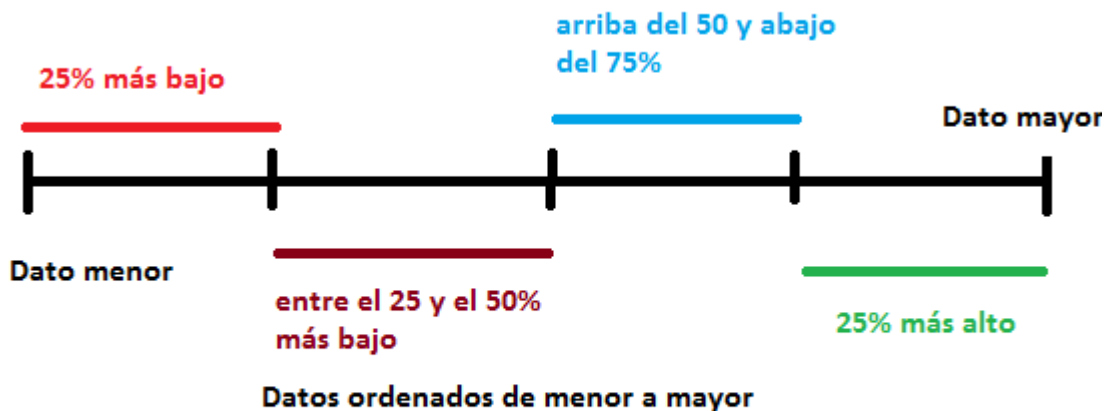 arriba del 50 y abajo
del 75%
25% más bajo
Dato mayor
Dato menor
entre el 25 y el 50%
más bajo
25% más alto
Datos ordenados de menor a mayor